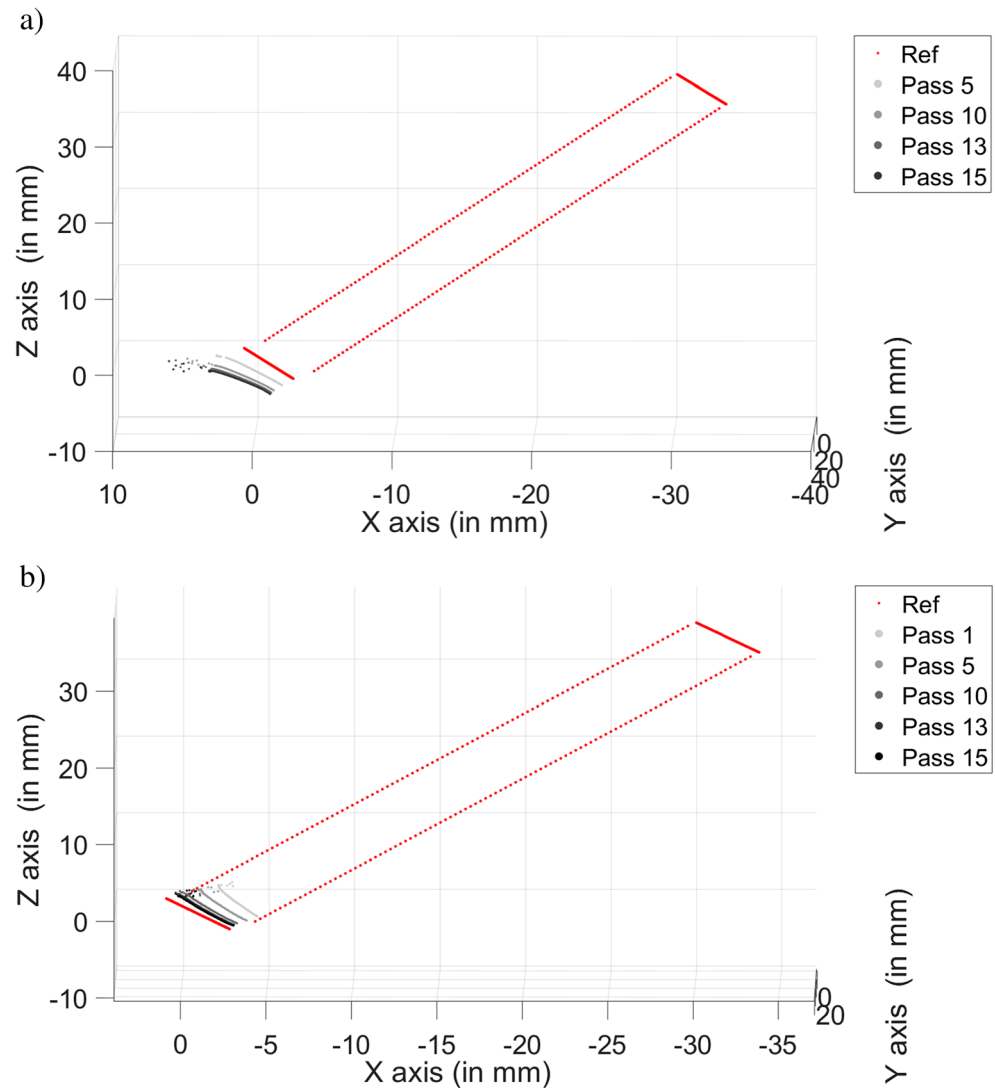 a)
40
30
20
10
0
-10
Z axis (in mm)
10
0
-10
-20
-30
-40
X axis (in mm)
0
20
40
Y axis (in mm)
Ref
Pass 5
Pass 10
Pass 13
Pass 15
b)
30
20
10
0
-10
Z axis (in mm)
0
-5
-10
-15
-20
-25
-30
-35
X axis (in mm)
0
20
Y axis (in mm)
Ref
Pass 1
Pass 5
Pass 10
Pass 13
Pass 15